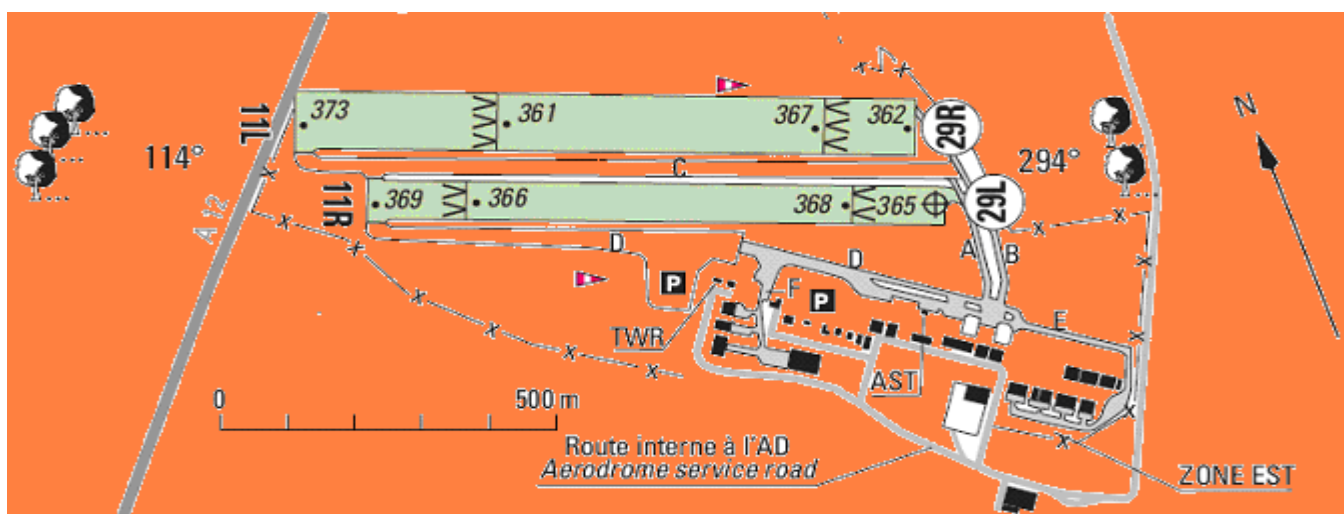 N
373
361
367
362
29R
11L
114°
294°
C
369
366
368
365
29L
11R
A 12
D
D
A
B
P
F
P
E
TWR
AST
0
500 m
Route interne à l'AD
Aerodrome service road
ZONE EST